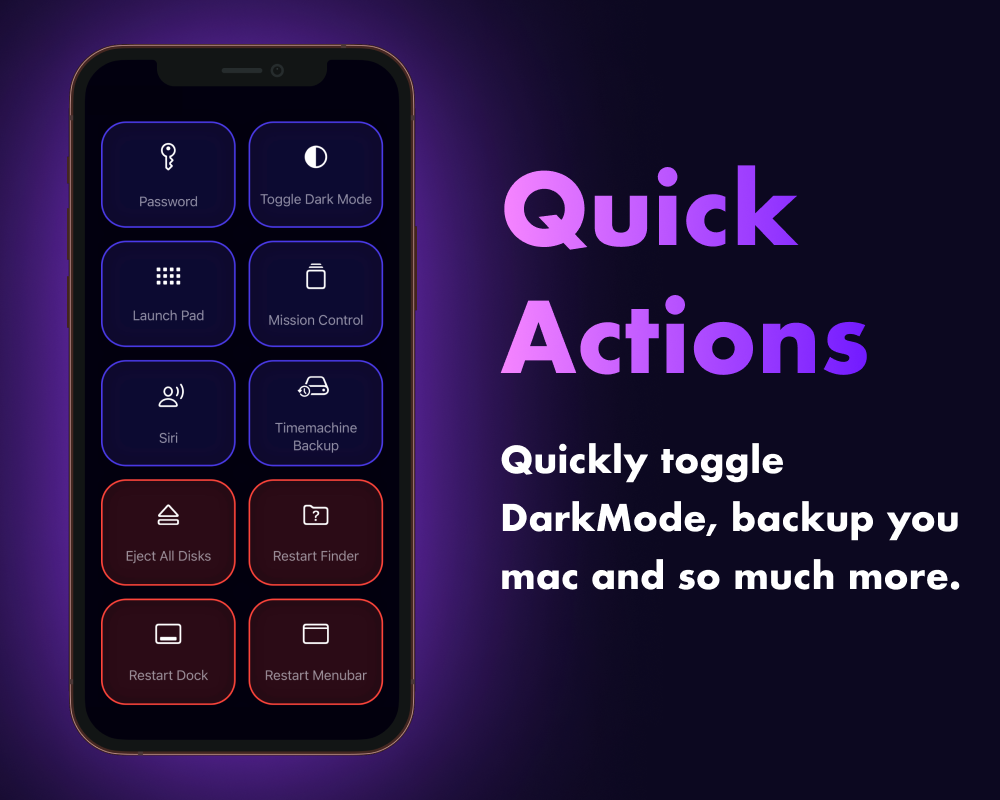 Password
Toggle Dark Mode
Launch Pad
Mission Control
Siri
Timemachine
Backup
Eject All Disks
Restart Finder
Restart Dock
Restart Menubar
Quick
Actions
Quickly toggle
DarkMode, backup you
mac and so much more.